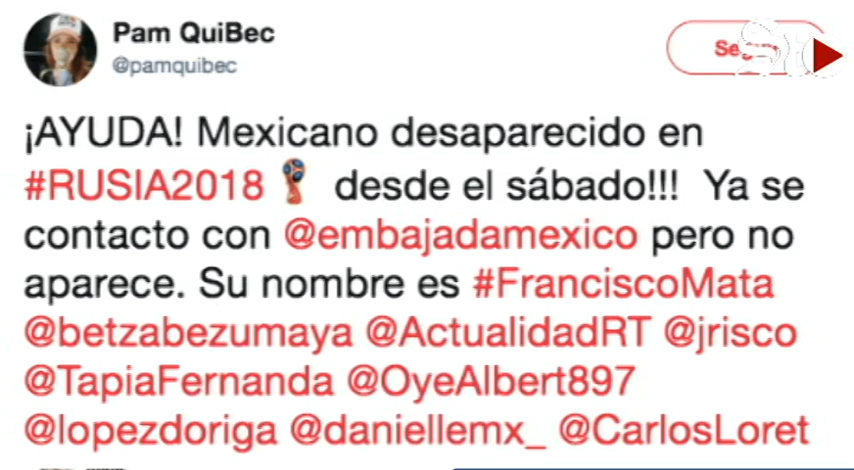 Pam QuiBec
@pamquibec
¡AYUDA! Mexicano desaparecido en
#RUSIA2018 desde el sábado!!! Ya se
contacto con @embajadamexico pero no
aparece. Su nombre es #FranciscoMata
@betzabezumaya @ActualidadRT @jrisco
@TapiaFernanda @OyeAlbert897
@lopezdoriga @daniellemx_ @CarlosLoret